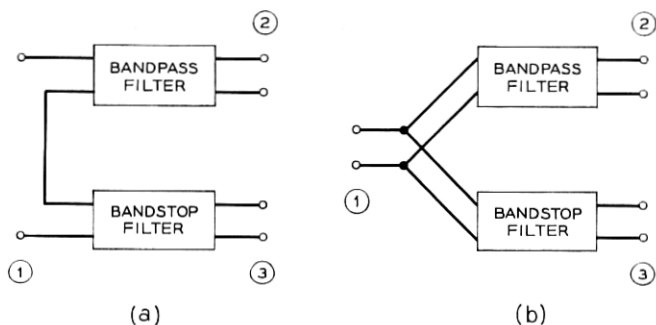 ②
②
BANDPASS
FILTER
BANDPASS
FILTER
①
BANDSTOP
FILTER
BANDSTOP
FILTER
①
③
③
(a)
(b)